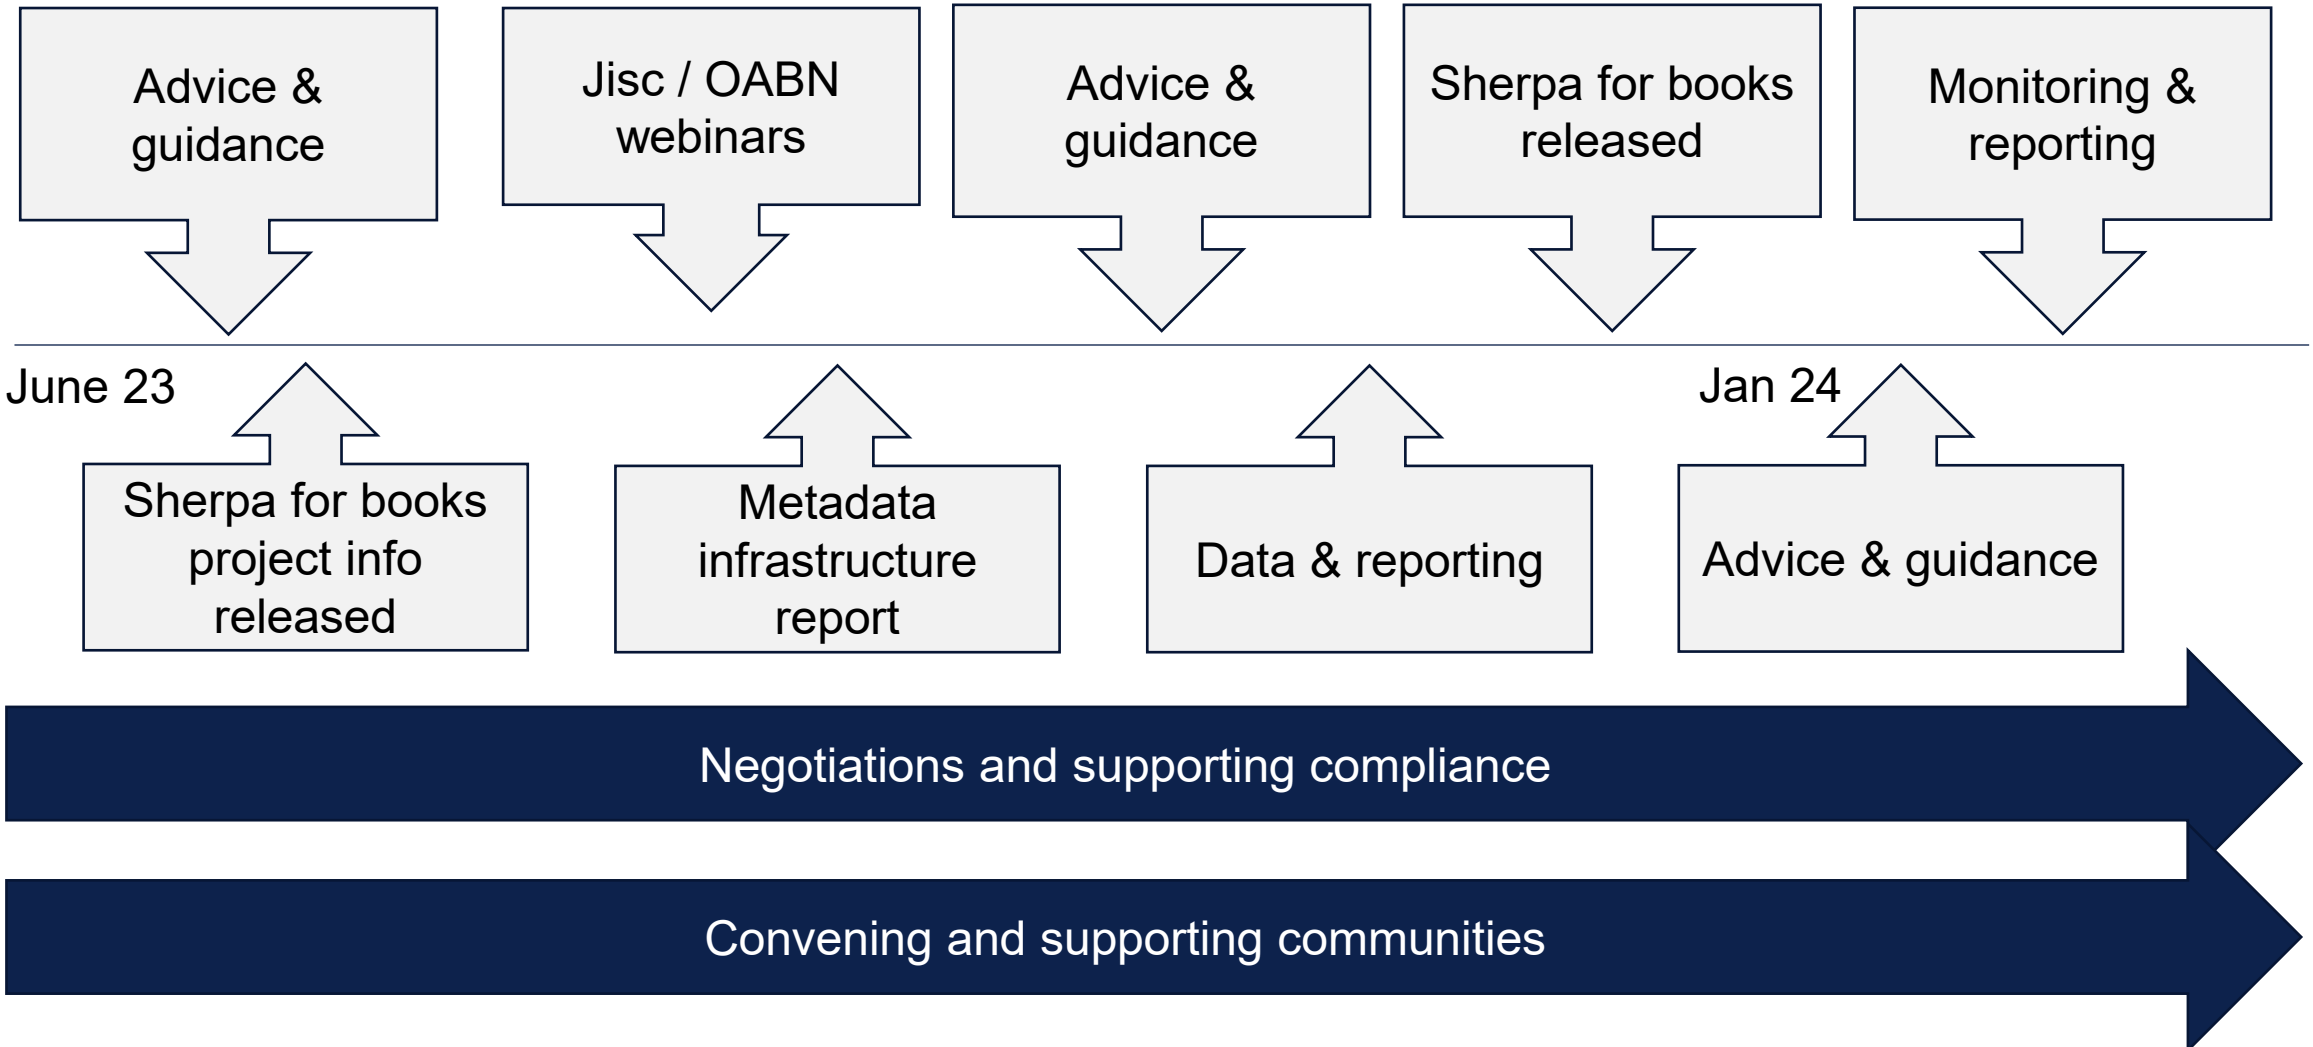 Advice &
guidance
Jisc / OABN
webinars
Advice &
guidance
Sherpa for books
released
Monitoring &
reporting
June 23
Jan 24
Sherpa for books
project info
released
Metadata
infrastructure
report
Data & reporting
Advice & guidance
Negotiations and supporting compliance
Convening and supporting communities